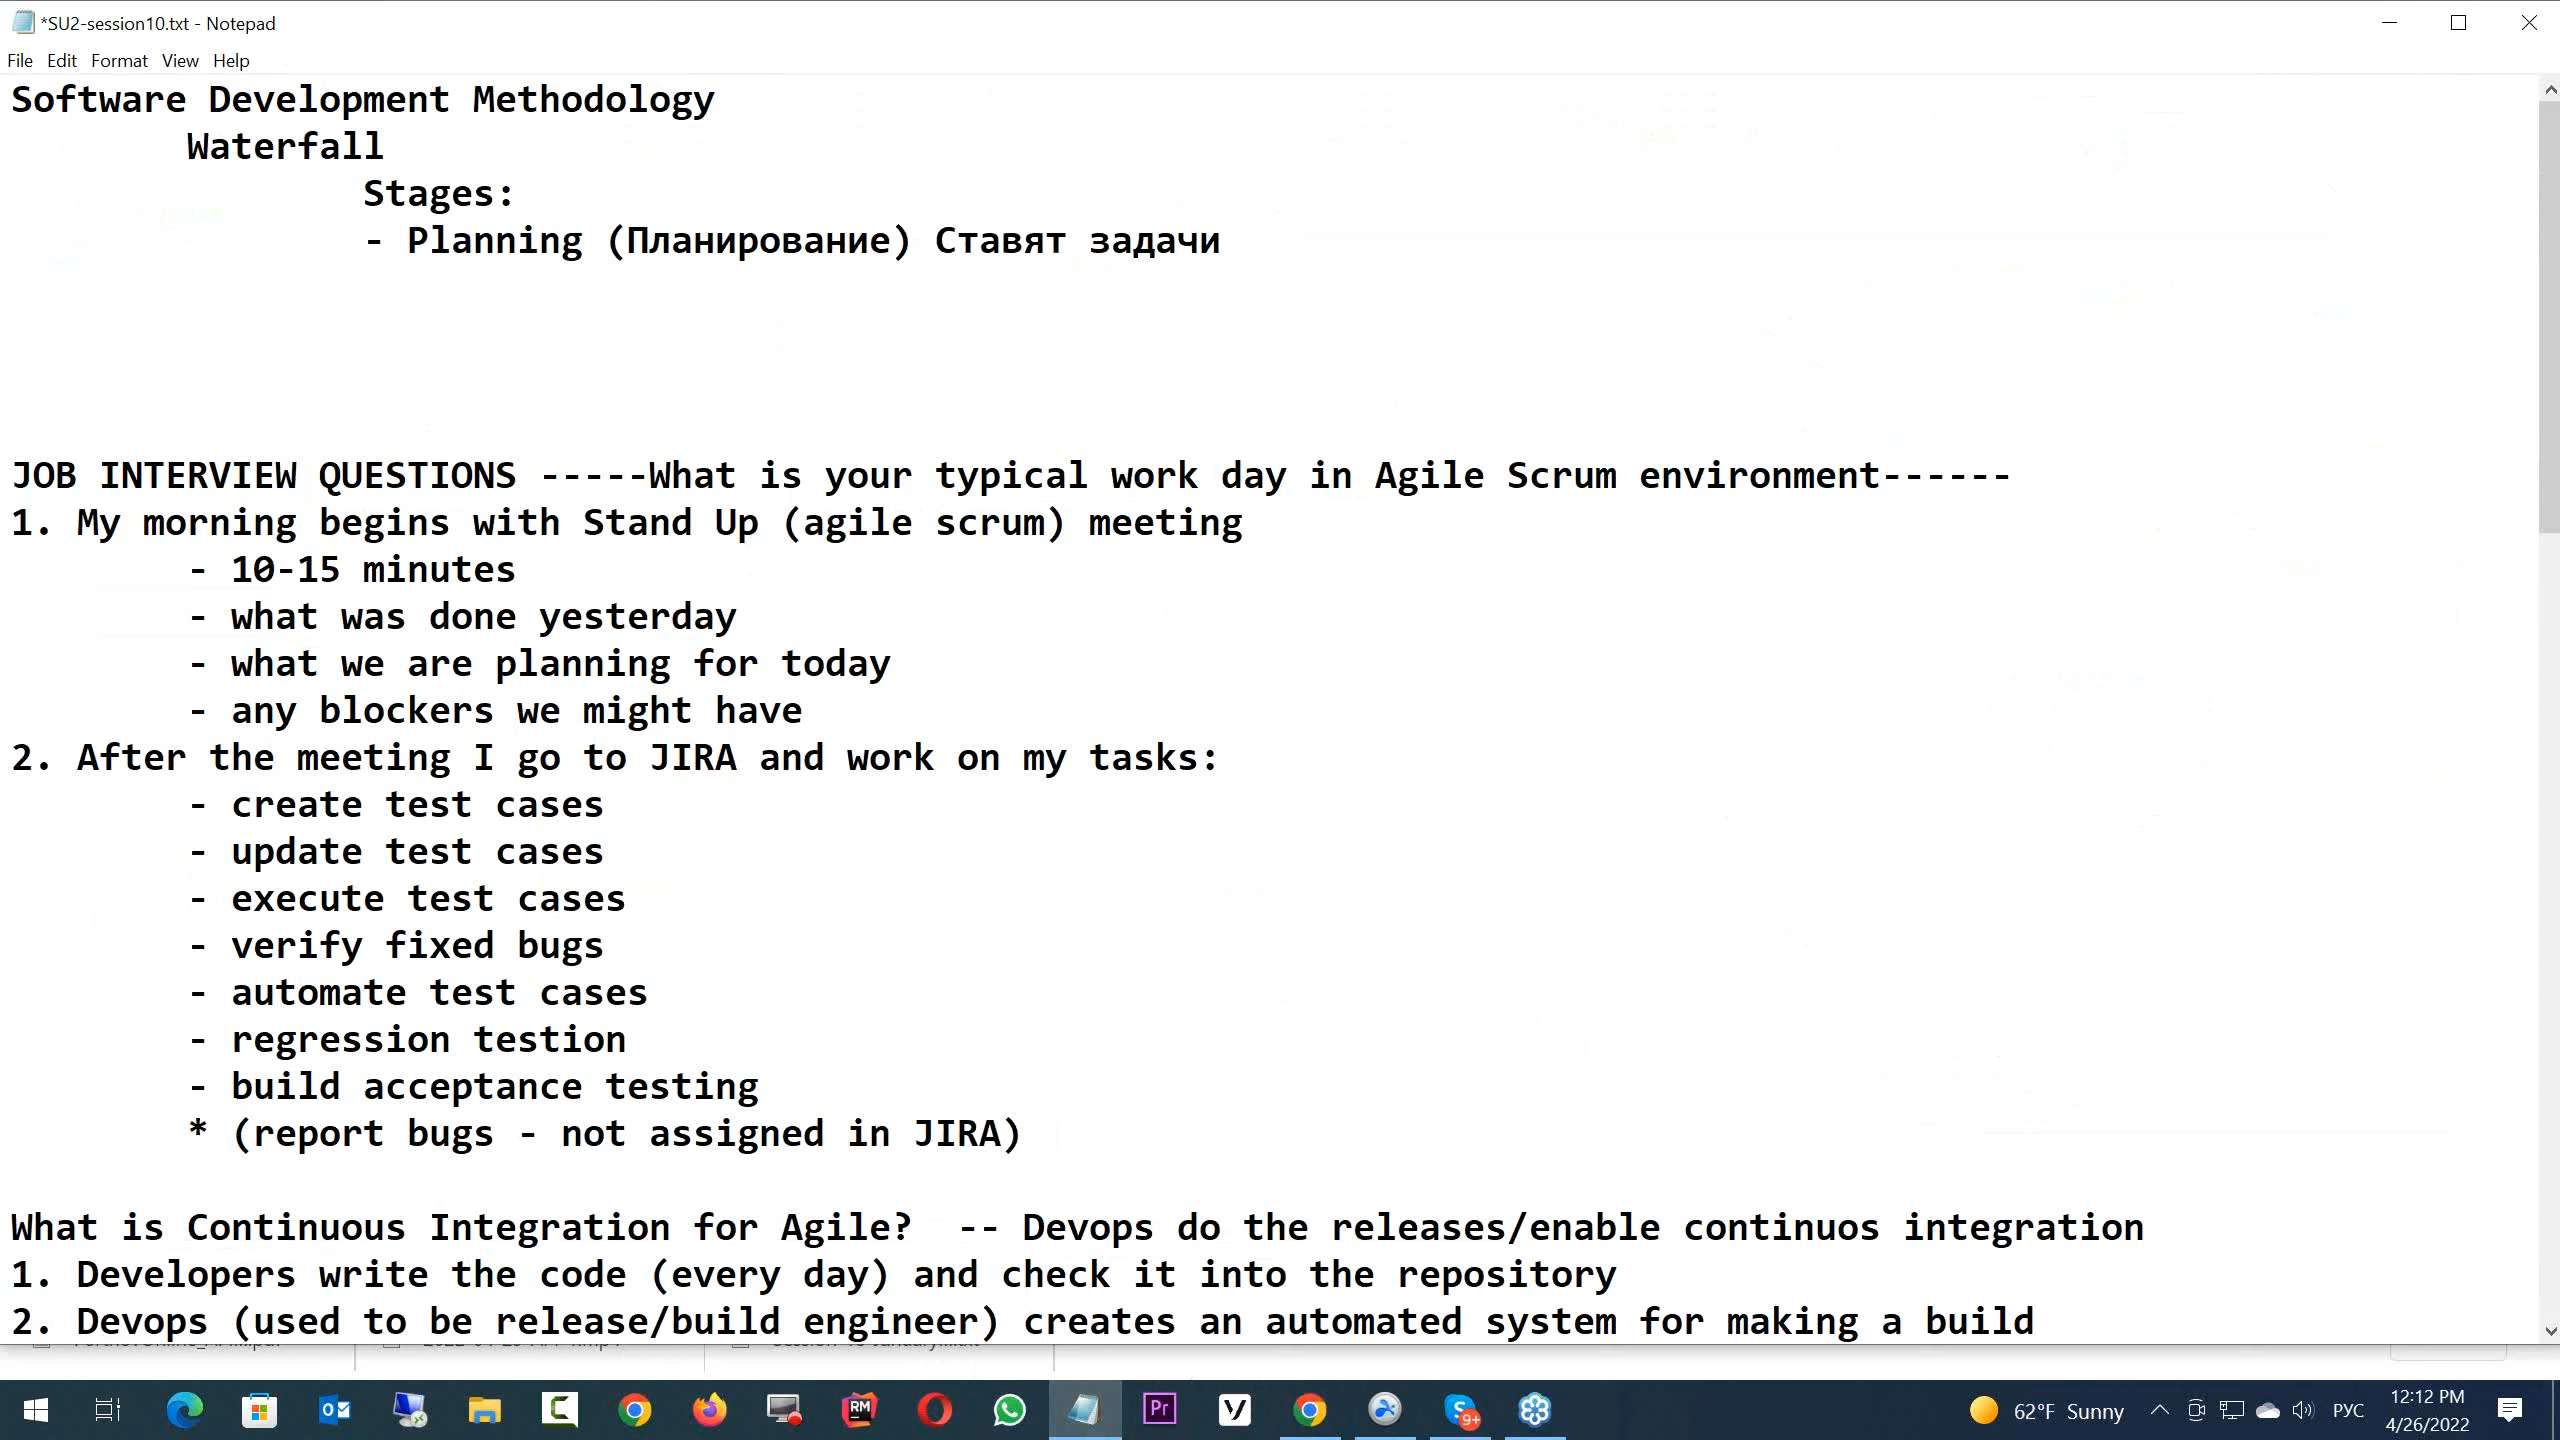 *SU2-session10.txt - Notepad
File Edit Format View Help
Software Development Methodology
Waterfall
Stages:
- Planning (Планирование) Ставят задачи
JOB INTERVIEW QUESTIONS -----What is your typical work day in Agile Scrum environment------
1. My morning begins with Stand Up (agile scrum) meeting
- 10-15 minutes
- what was done yesterday
- what we are planning for today
- any blockers we might have
2. After the meeting I go to JIRA and work on my tasks:
- create test cases
- update test cases
- execute test cases
- verify fixed bugs
- automate test cases
- regression testion
- build acceptance testing
* (report bugs - not assigned in JIRA)
What is Continuous Integration for Agile?  -- Devops do the releases/enable continuos integration
1. Developers write the code (every day) and check it into the repository
2. Devops (used to be release/build engineer) creates an automated system for making a build
62°F Sunny
РУС
12:12 PM
4/26/2022
RM
Pr
S
9+